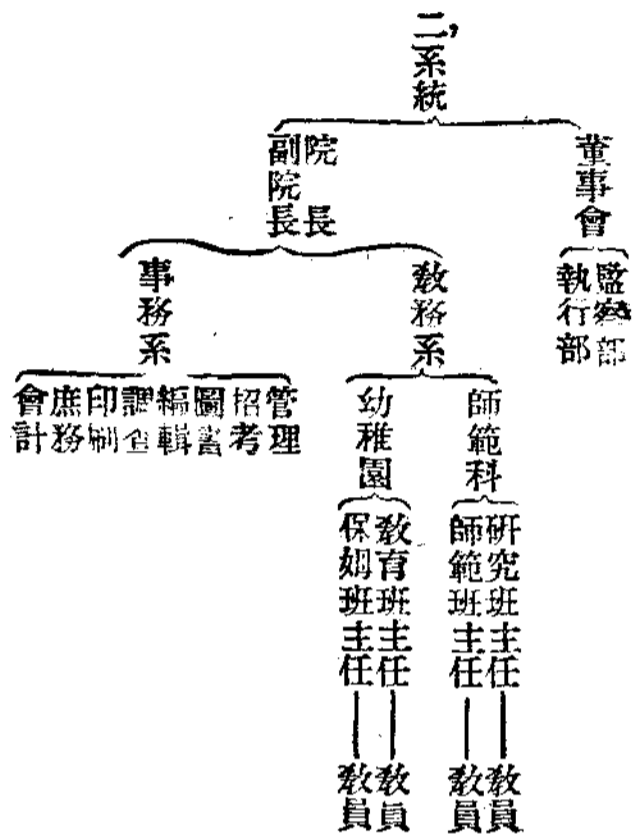 二,系統
董事會
監察部
執行部
院長
副院長
教務系
師範科
研究班主任——教員
師範班主任——教員
幼稚園
教育班主任——教員
保姆班主任——教員
事務系
管理
招考
圖書
編輯
調查
印刷
庶務
會計